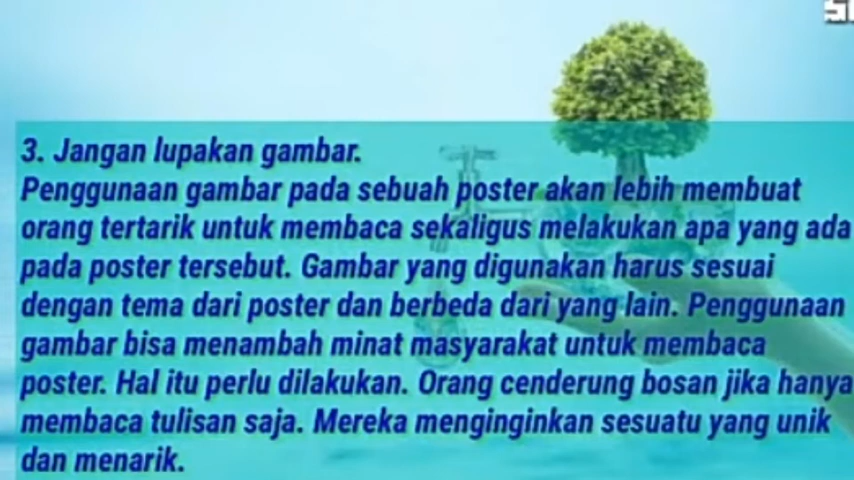 3. Jangan lupakan gambar.
Penggunaan gambar pada sebuah poster akan lebih membuat
orang tertarik untuk membaca sekaligus melakukan apa yang ada
pada poster tersebut. Gambar yang digunakan harus sesuai
dengan tema dari poster dan berbeda dari yang lain. Penggunaan
gambar bisa menambah minat masyarakat untuk membaca
poster. Hal itu perlu dilakukan. Orang cenderung bosan jika hanya
membaca tulisan saja. Mereka menginginkan sesuatu yang unik
dan menarik.